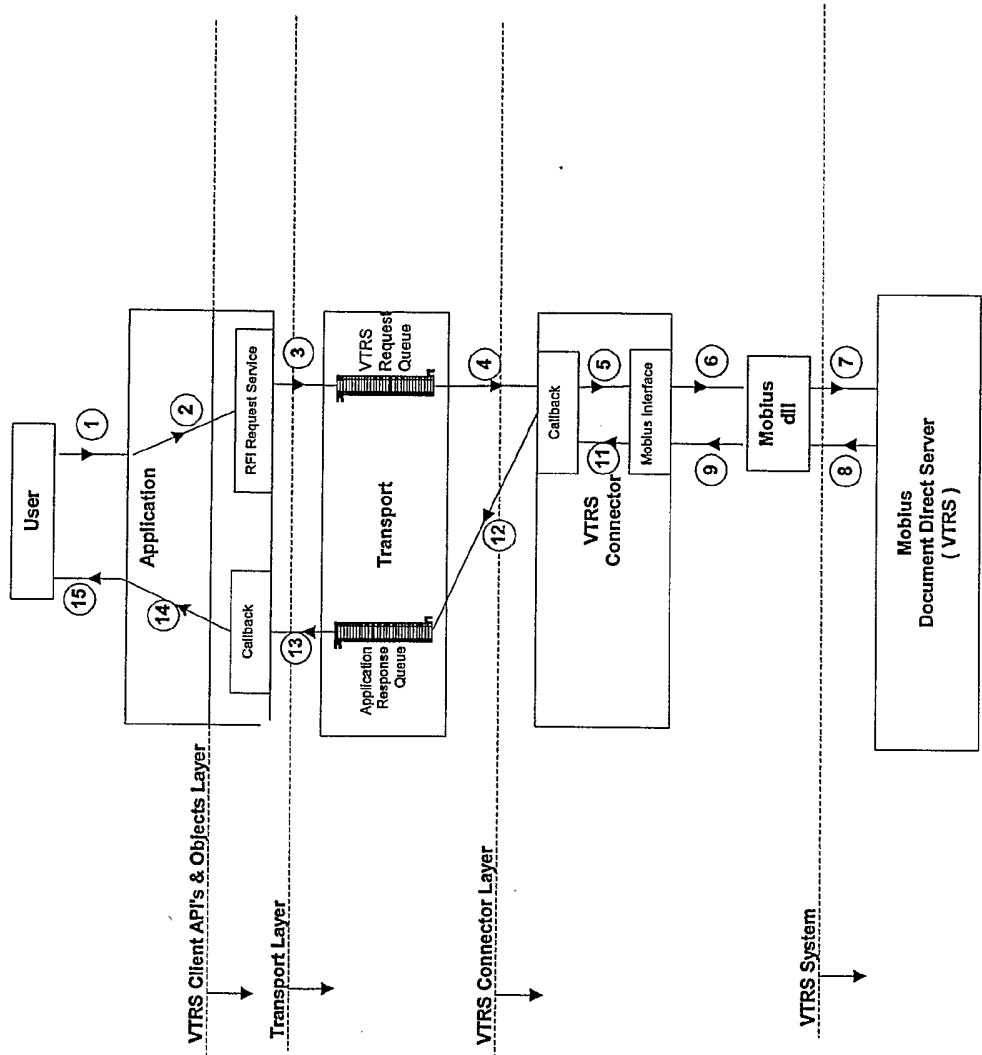 User
1
15
Application
2
14
RFI Request Service
Callback
VTRS Client API's & Objects Layer
3
13
Transport Layer
VTRS
Request
Queue
Transport
Application
Response
Queue
4
12
VTRS Connector Layer
Callback
5
11
Mobius Interface
VTRS
Connector
6
9
Mobius
dll
7
8
VTRS System
Mobius
Document Direct Server
( VTRS )